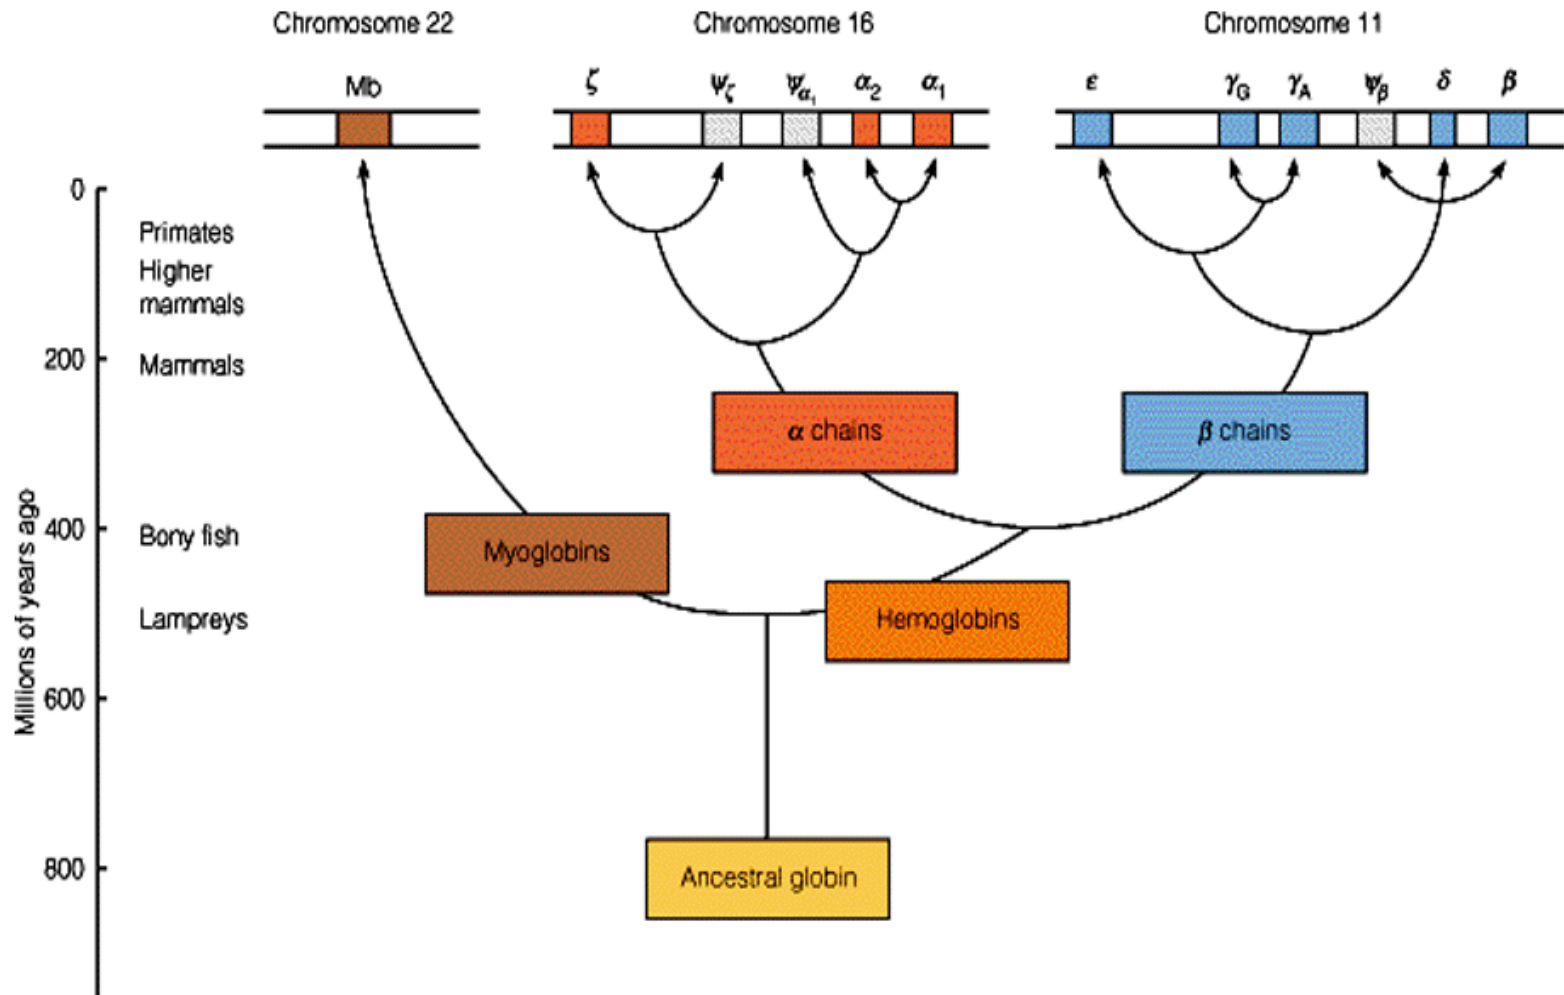 Chromosome 22 Chromosome 16 Chromosome 11
Mb ζ ψζ ψα1 α2 α1 ε γG γA ψβ δ β
0
Primates
Higher
mammals
200
Mammals
α chains β chains
400
Bony fish
Myoglobins
Lampreys
Hemoglobins
600
800
Ancestral globin
Millions of years ago